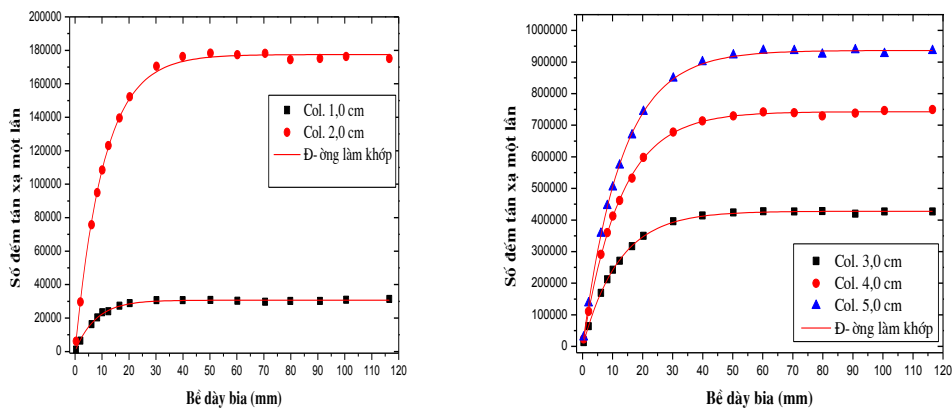 200000
180000
160000
140000
120000
100000
80000
60000
40000
20000
0
Số đếm tán xạ một lần
Col. 1,0 cm
Col. 2,0 cm
Đ- ờng làm khớp
0 10 20 30 40 50 60 70 80 90 100 110 120
Bề dày bia (mm)
1000000
900000
800000
700000
600000
500000
400000
300000
200000
100000
0
Số đếm tán xạ một lần
Col. 3,0 cm
Col. 4,0 cm
Col. 5,0 cm
Đ- ờng làm khớp
0 10 20 30 40 50 60 70 80 90 100 110 120
Bề dày bia (mm)